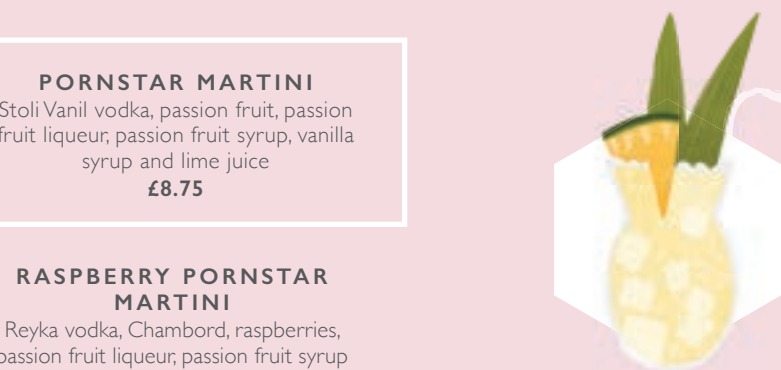 PORNSTAR MARTINI
Stoli Vanil vodka, passion fruit, passion
fruit liqueur, passion fruit syrup, vanilla
syrup and lime juice
£8.75
RASPBERRY PORNSTAR
MARTINI
Reyka vodka, Chambord, raspberries,
passion fruit liqueur, passion fruit syrup